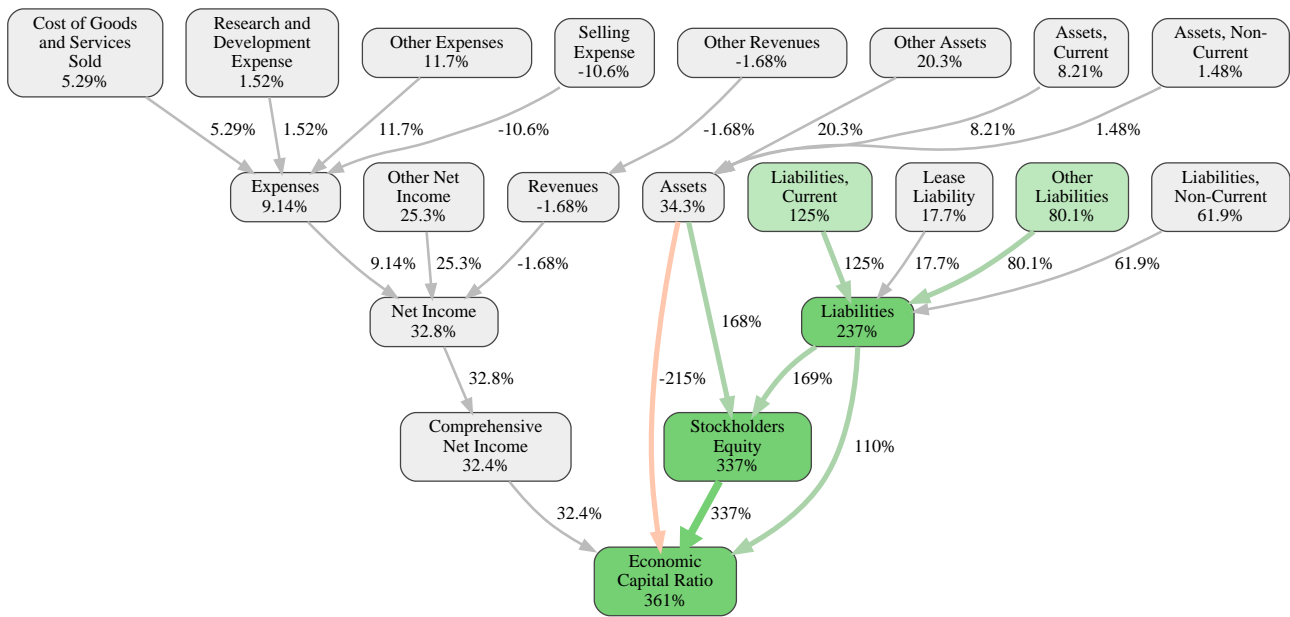 Cost of Goods
and Services
Sold
5.29%
Research and
Development
Expense
1.52%
Other Expenses
11.7%
Selling
Expense
-10.6%
Other Revenues
-1.68%
Other Assets
20.3%
Assets,
Current
8.21%
Assets, Non-
Current
1.48%
5.29%
1.52%
11.7%
-10.6%
-1.68%
20.3%
8.21%
1.48%
Expenses
9.14%
Other Net
Income
25.3%
Revenues
-1.68%
Assets
34.3%
Liabilities,
Current
125%
Lease
Liability
17.7%
Other
Liabilities
80.1%
Liabilities,
Non-Current
61.9%
9.14%
25.3%
-1.68%
125%
17.7%
80.1%
61.9%
Net Income
32.8%
168%
Liabilities
237%
32.8%
-215%
169%
Comprehensive
Net Income
32.4%
Stockholders
Equity
337%
110%
32.4%
337%
Economic
Capital Ratio
361%